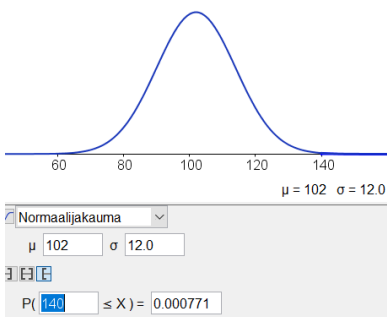 60 80 100 120 140
μ = 102 σ = 12.0
Normaalijakauma
μ 102 σ 12.0
P( 140 ≤ X ) = 0.000771